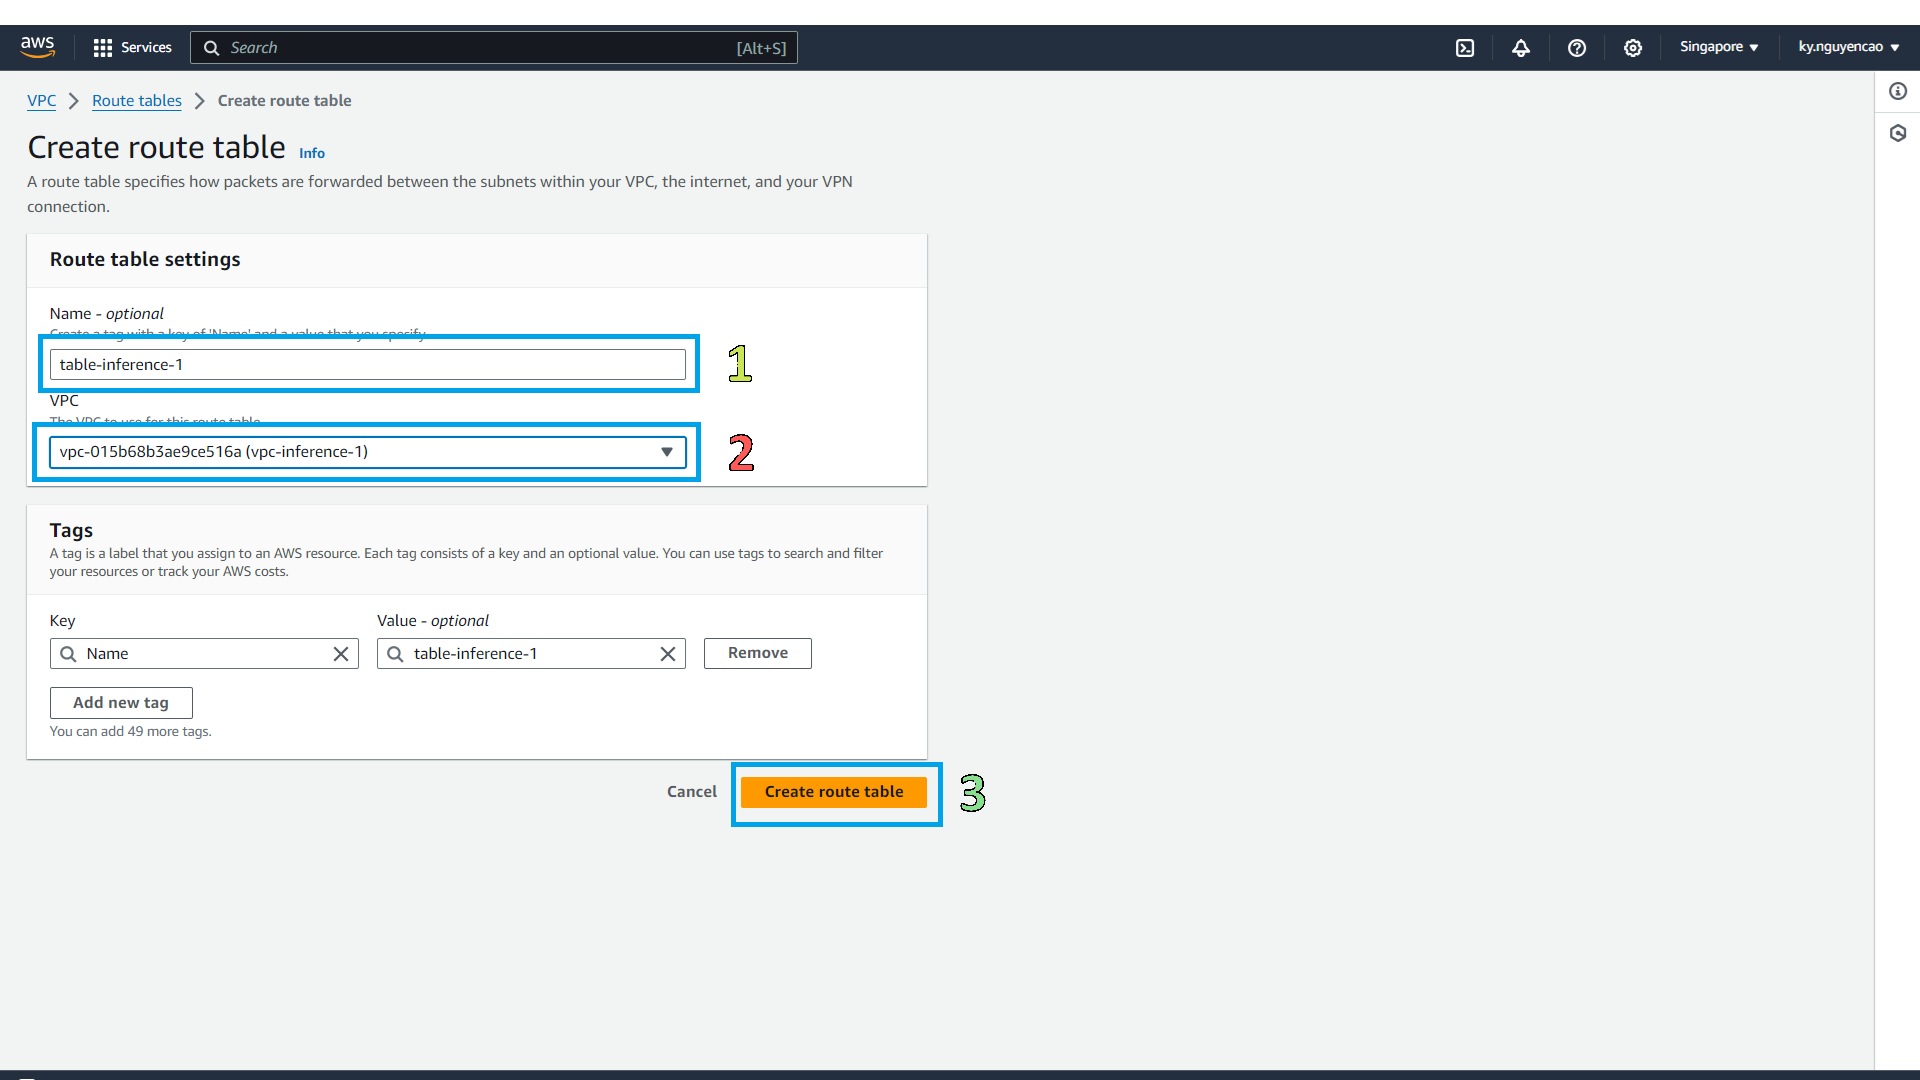 aws Services Search [Alt+S] Singapore ky.nguyencao
VPC Route tables Create route table
Create route table Info
A route table specifies how packets are forwarded between the subnets within your VPC, the internet, and your VPN
connection.
Route table settings
Name - optional
Create a tag with a key of 'Name' and a value that you specify.
table-inference-1
1
VPC
The VPC to use for this route table.
vpc-015b68b3ae9ce516a (vpc-inference-1)
2
Tags
A tag is a label that you assign to an AWS resource. Each tag consists of a key and an optional value. You can use tags to search and filter
your resources or track your AWS costs.
Key Value - optional
Name table-inference-1 Remove
Add new tag
You can add 49 more tags.
Cancel Create route table 3